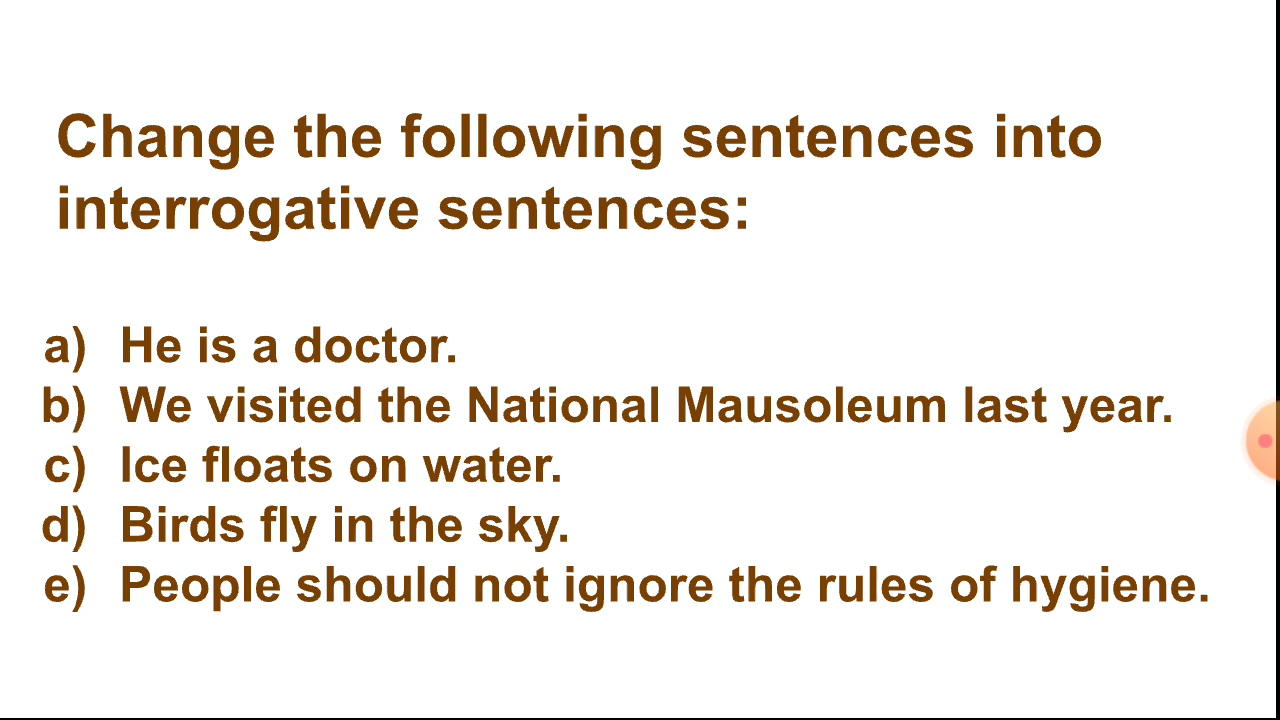 Change the following sentences into
interrogative sentences:
a) He is a doctor.
b) We visited the National Mausoleum last year.
c) Ice floats on water.
d) Birds fly in the sky.
e) People should not ignore the rules of hygiene.